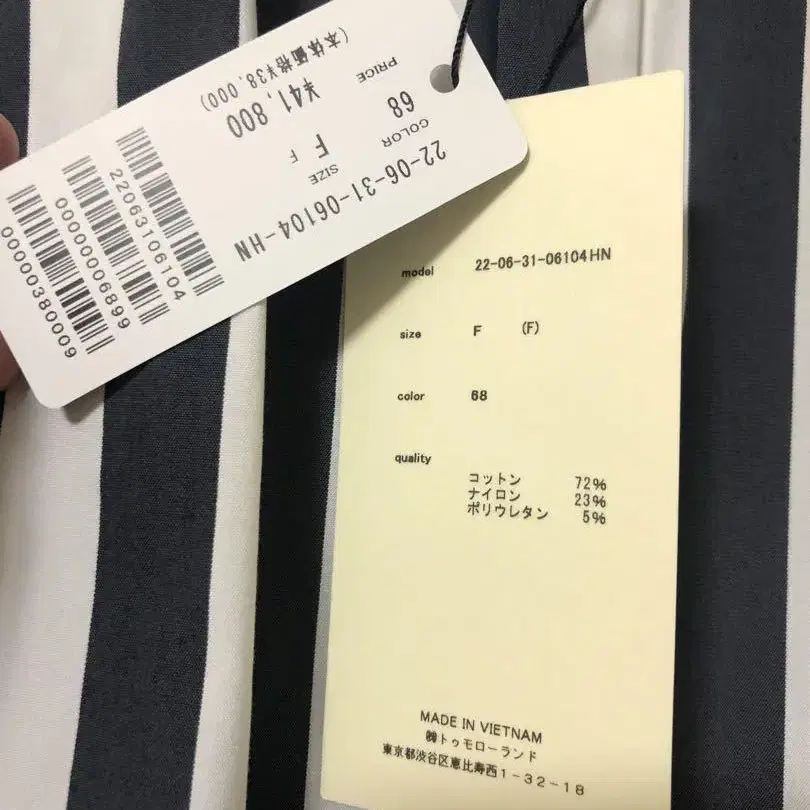 22-06-31-06104-HN
COLOR
SIZE
68
F
F
PRICE
¥41,800
(本体価格¥38,000)
22063106104
00000006899
00000380009
model 22-06-31-06104HN
size F (F)
color 68
quality
コットン 72%
ナイロン 23%
ポリウレタン 5%
MADE IN VIETNAM
㈱トゥモローランド
東京都渋谷区恵比寿西1-32-18